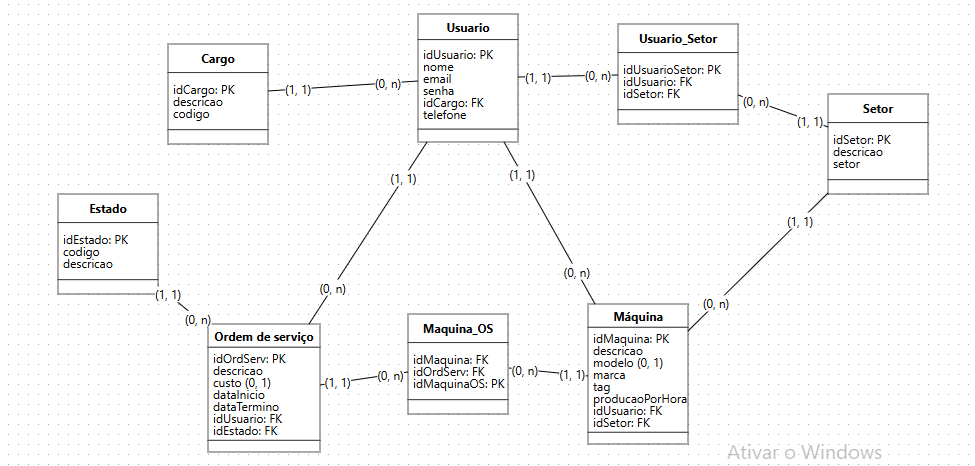 Cargo
idCargo: PK
descricao
codigo
(1, 1)
(0, n)
Usuario
idUsuario: PK
nome
email
senha
idCargo: FK
telefone
(1, 1)
(0, n)
Usuario_Setor
idUsuarioSetor: PK
idUsuario: FK
idSetor: FK
(0, n)
(1, 1)
Setor
idSetor: PK
descricao
setor
(1, 1)
(0, n)
(1, 1)
(0, n)
(1, 1)
(0, n)
Estado
idEstado: PK
codigo
descricao
(1, 1)
(0, n)
Ordem de serviço
idOrdServ: PK
descricao
custo (0, 1)
dataInicio
dataTermino
idUsuario: FK
idEstado: FK
(1, 1)
(0, n)
Maquina_OS
idMaquina: FK
idOrdServ: FK
idMaquinaOS: PK
(0, n)
(1, 1)
Máquina
idMaquina: PK
descricao
modelo (0, 1)
marca
tag
producaoPorHora
idUsuario: FK
idSetor: FK
Ativar o Windows